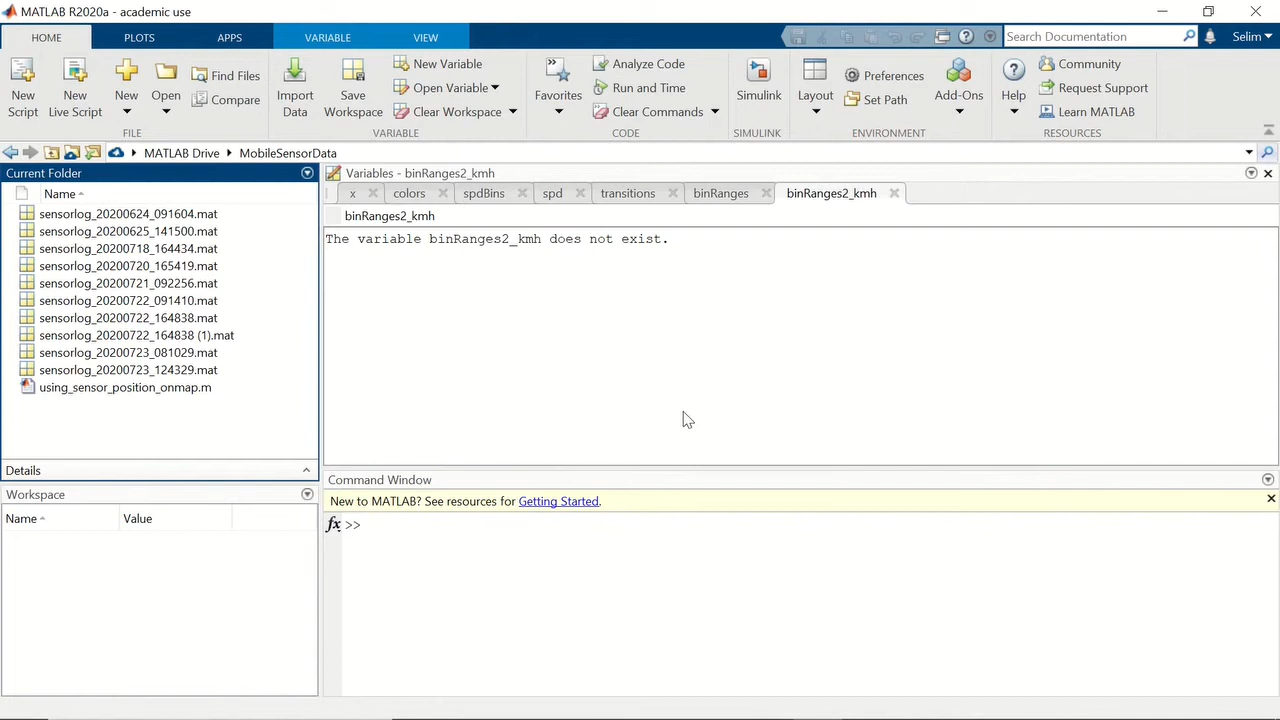 MATLAB R2020a - academic use
HOME PLOTS APPS VARIABLE VIEW Search Documentation Selim
New Script
New Live Script
New
Open
Find Files
Compare
FILE
Import Data
Save Workspace
New Variable
Open Variable
Clear Workspace
VARIABLE
Favorites
Analyze Code
Run and Time
Clear Commands
CODE
Simulink
SIMULINK
Layout
Preferences
Set Path
Add-Ons
ENVIRONMENT
Help
Community
Request Support
Learn MATLAB
RESOURCES
MATLAB Drive MobileSensorData
Current Folder
Name
sensorlog_20200624_091604.mat
sensorlog_20200625_141500.mat
sensorlog_20200718_164434.mat
sensorlog_20200720_165419.mat
sensorlog_20200721_092256.mat
sensorlog_20200722_091410.mat
sensorlog_20200722_164838.mat
sensorlog_20200722_164838 (1).mat
sensorlog_20200723_081029.mat
sensorlog_20200723_124329.mat
using_sensor_position_onmap.m
Details
Workspace
Name Value
Variables - binRanges2_kmh
x colors spdBins spd transitions binRanges binRanges2_kmh
binRanges2_kmh
The variable binRanges2_kmh does not exist.
Command Window
New to MATLAB? See resources for Getting Started.
fx >>